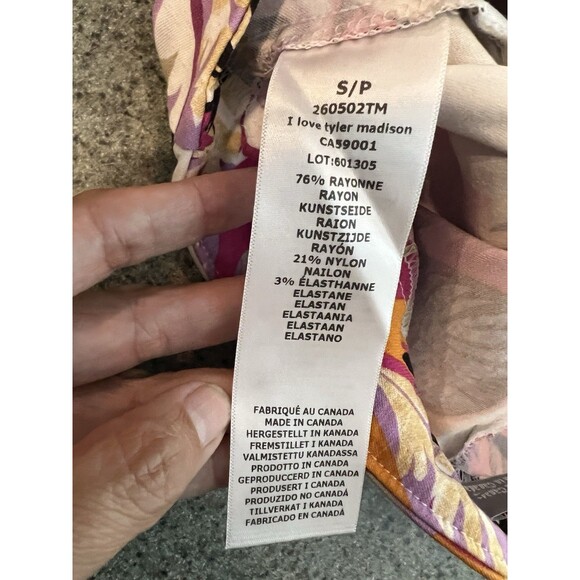 S/P
260502TM
I love tyler madison
CA59001
LOT:601305
76% RAYONNE
RAYON
KUNSTSEIDE
RAION
KUNSTZIJDE
RAYÓN
21% NYLON
NAILON
3% ÉLASTHANNE
ELASTANE
ELASTAN
ELASTAANIA
ELASTAAN
ELASTANO
FABRIQUÉ AU CANADA
MADE IN CANADA
HERGESTELLT IN KANADA
FREMSTILLET I KANADA
VALMISTETTU KANADASSA
PRODOTTO IN CANADA
GEPRODUCEERD IN CANADA
PRODUSERT I CANADA
PRODUZIDO NO CANADÁ
TILLVERKAT I KANADA
FABRICADO EN CANADÁ